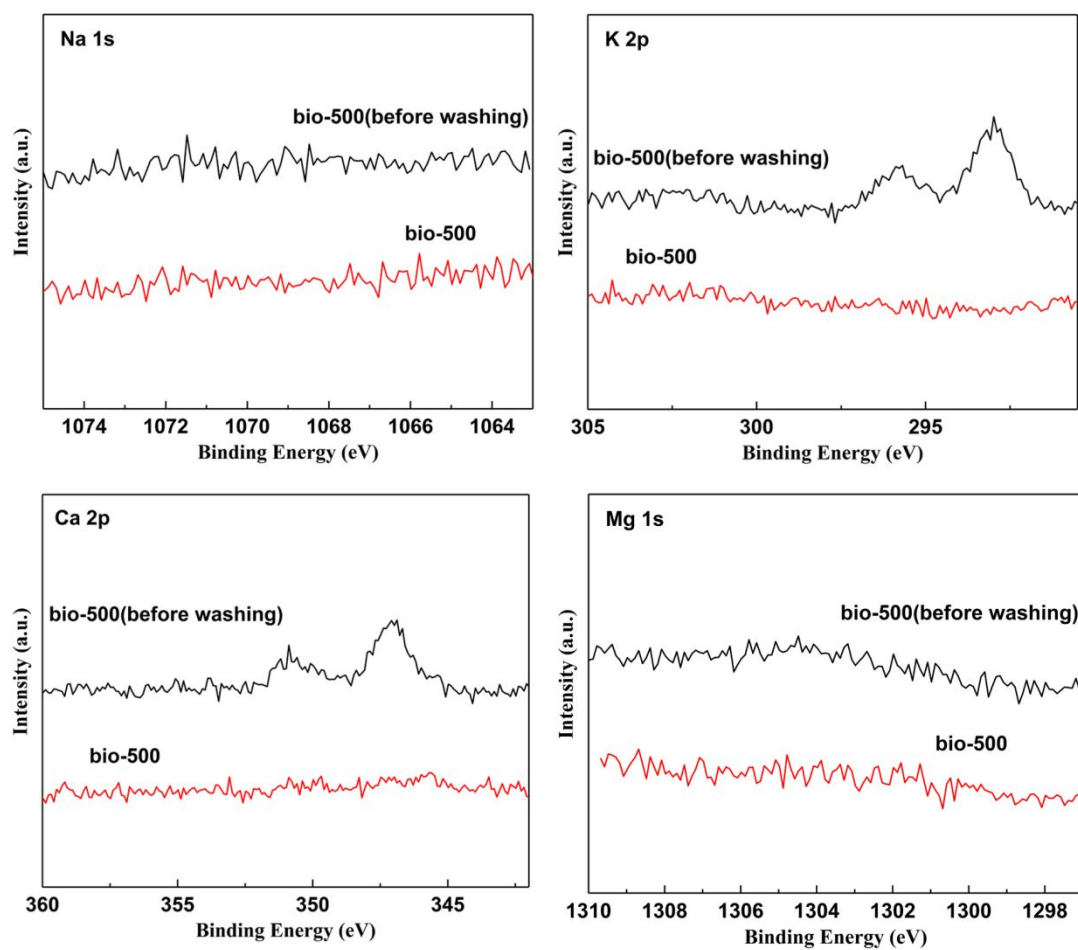 Na 1s
bio-500(before washing)
bio-500
Intensity (a.u.)
1074 1072 1070 1068 1066 1064
Binding Energy (eV)
K 2p
bio-500(before washing)
bio-500
Intensity (a.u.)
305 300 295
Binding Energy (eV)
Ca 2p
bio-500(before washing)
bio-500
Intensity (a.u.)
360 355 350 345
Binding Energy (eV)
Mg 1s
bio-500(before washing)
bio-500
Intensity (a.u.)
1310 1308 1306 1304 1302 1300 1298
Binding Energy (eV)